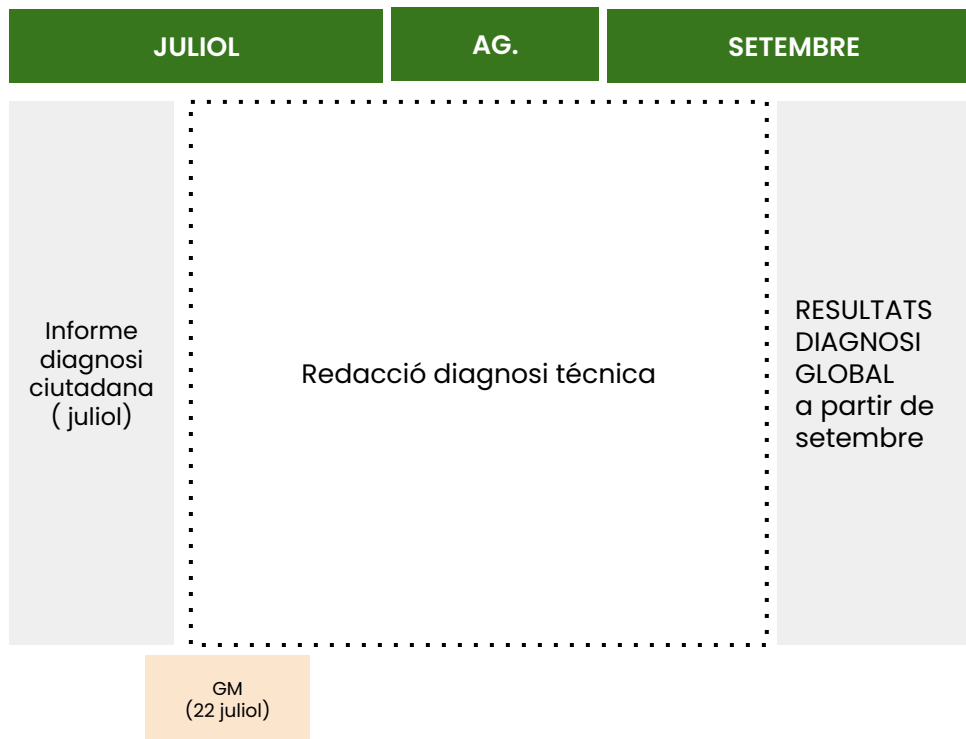 JULIOL
AG.
SETEMBRE
Informe
diagnosi
ciutadana
( juliol)
Redacció diagnosi técnica
RESULTATS
DIAGNOSI
GLOBAL
a partir de
setembre
GM
(22 juliol)